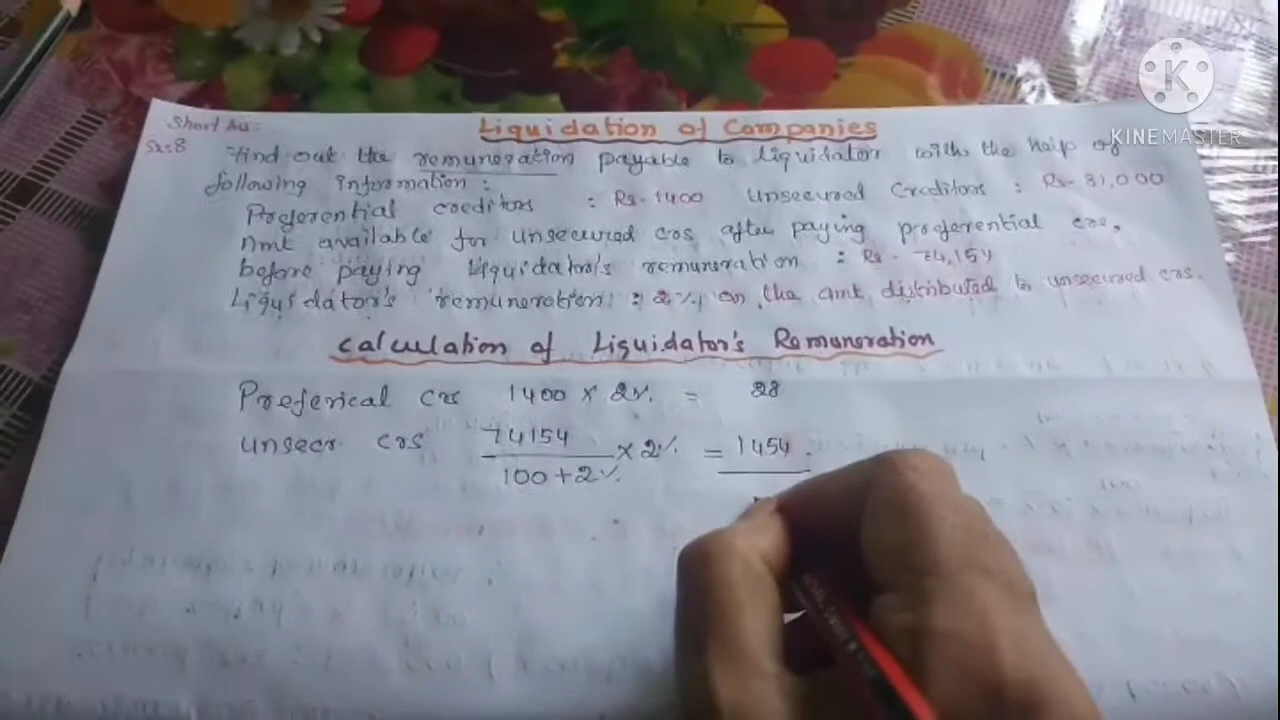 KINEMASTER
Short Au:
Liquidation of Companies
Sr:8 Find out the remuneration payable to liquidator with the help of
following information:
Preferential creditors : Rs. 1400 Unsecured Creditors : Rs. 81,000
Amt available for unsecured crs after paying preferential crs,
before paying Liquidator's remuneration : Rs. 74,154
Liquidator's remuneration : 2% on the amt distributed to unsecured crs.
Calculation of Liquidator's Remuneration
Preferical crs 1400 × 2% = 28
unsecr crs 74154 / 100+2% × 2% = 1454